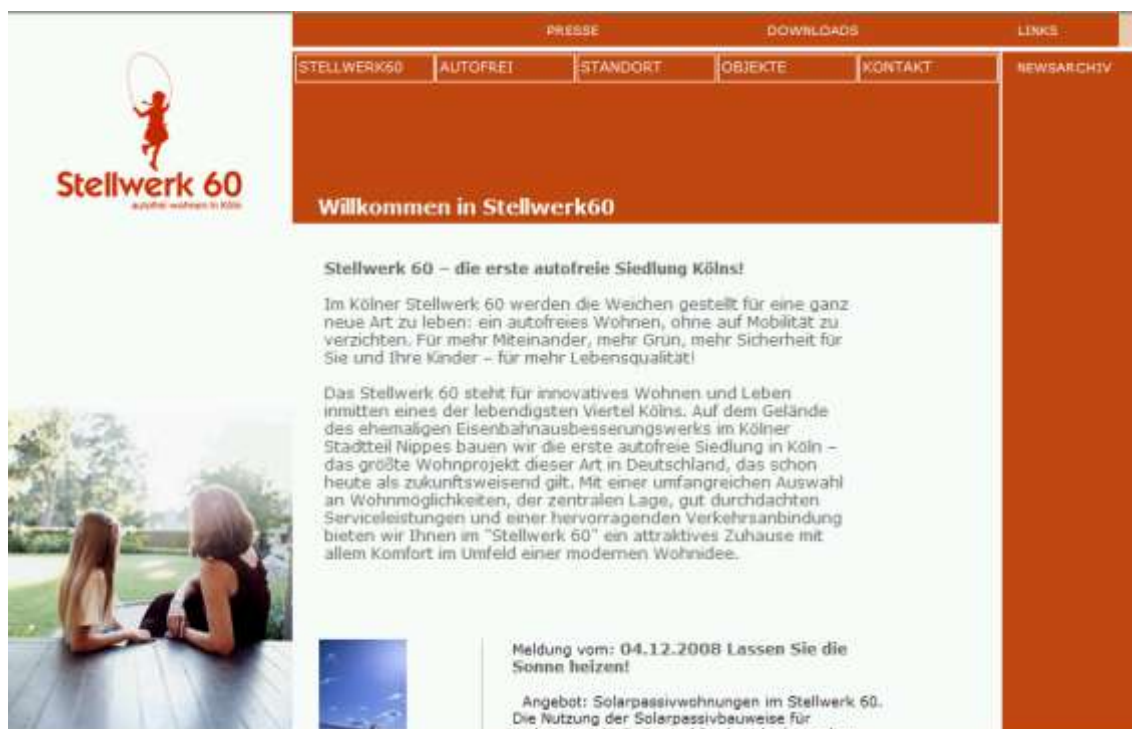 PRESSE DOWNLOADS LINKS
STELLWERK60 AUTOFREI STANDORT OBJEKTE KONTAKT NEWSARCHIV
Stellwerk 60
autofrei wohnen in Köln
Willkommen in Stellwerk60
Stellwerk 60 – die erste autofreie Siedlung Kölns!
Im Kölner Stellwerk 60 werden die Weichen gestellt für eine ganz
neue Art zu leben: ein autofreies Wohnen, ohne auf Mobilität zu
verzichten. Für mehr Miteinander, mehr Grün, mehr Sicherheit für
Sie und Ihre Kinder – für mehr Lebensqualität!
Das Stellwerk 60 steht für innovatives Wohnen und Leben
inmitten eines der lebendigsten Viertel Kölns. Auf dem Gelände
des ehemaligen Eisenbahnausbesserungswerks im Kölner
Stadtteil Nippes bauen wir die erste autofreie Siedlung in Köln –
das größte Wohnprojekt dieser Art in Deutschland, das schon
heute als zukunftsweisend gilt. Mit einer umfangreichen Auswahl
an Wohnmöglichkeiten, der zentralen Lage, gut durchdachten
Serviceleistungen und einer hervorragenden Verkehrsanbindung
bieten wir Ihnen im "Stellwerk 60" ein attraktives Zuhause mit
allem Komfort im Umfeld einer modernen Wohnidee.
Meldung vom: 04.12.2008 Lassen Sie die
Sonne heizen!
Angebot: Solarpassivwohnungen im Stellwerk 60.
Die Nutzung der Solarpassivbauweise für